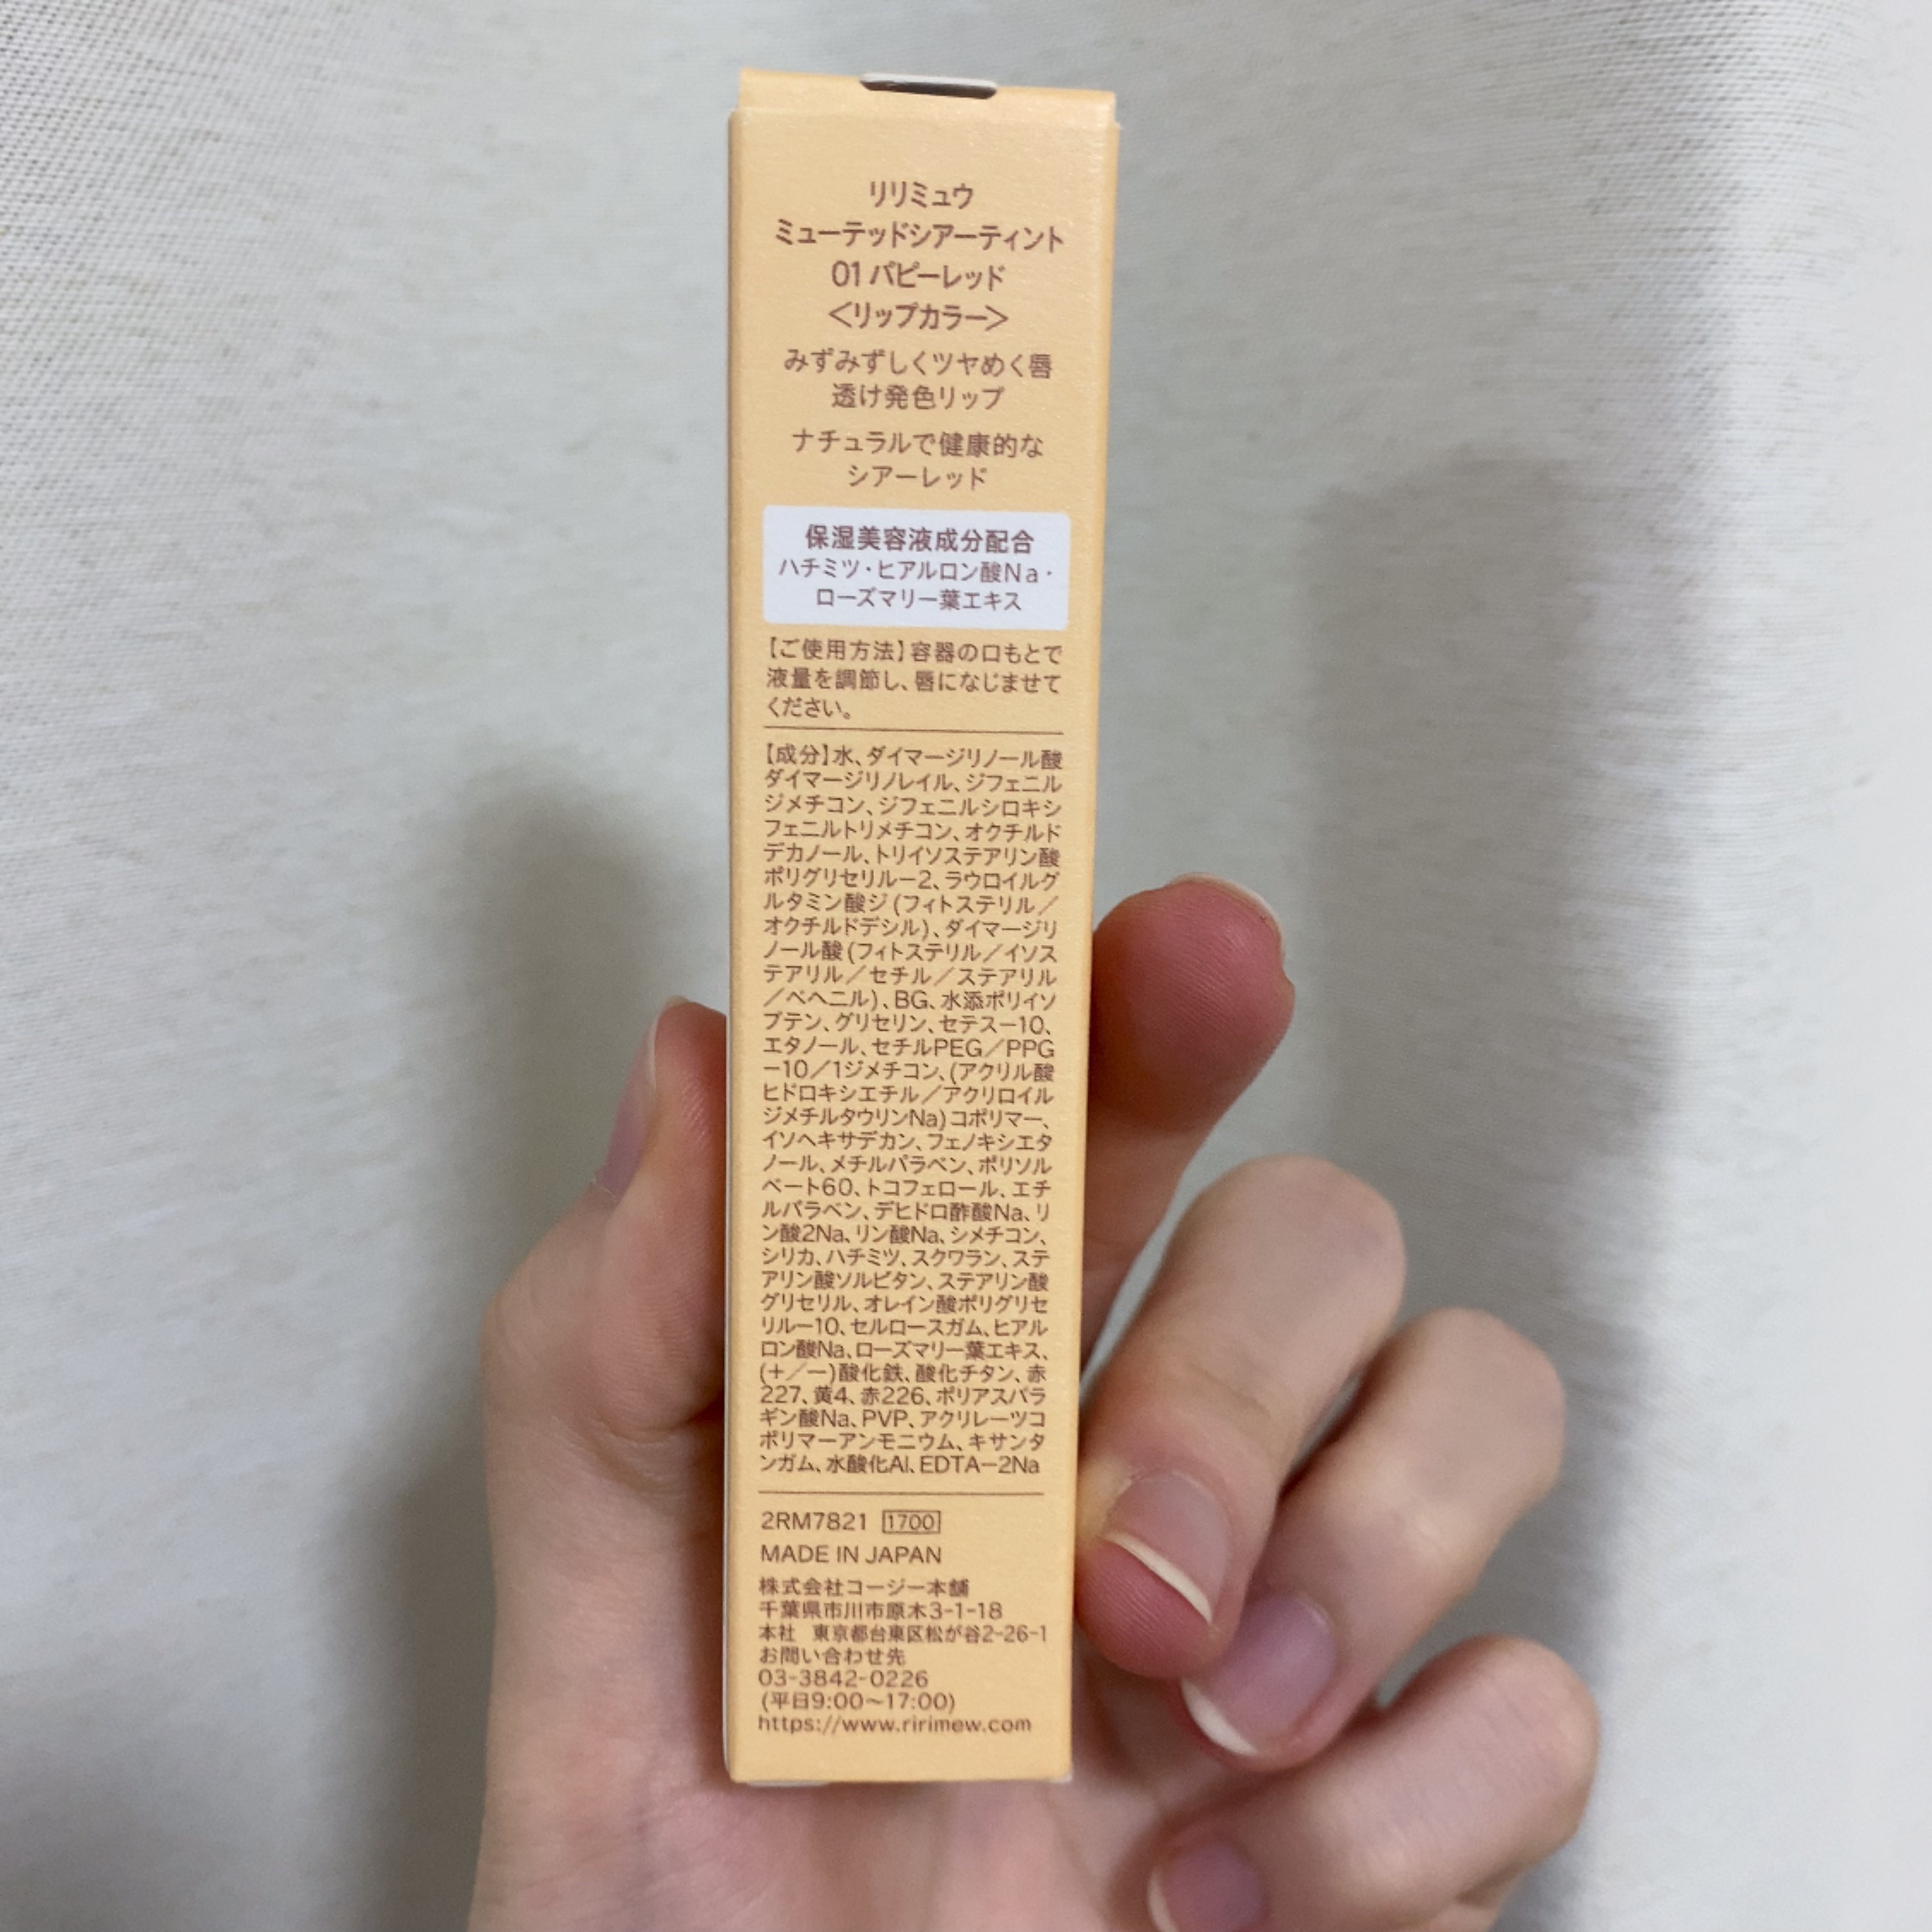 リリミュウ
ミューテッドシアーティント
01 パピーレッド
＜リップカラー＞
みずみずしくツヤめく唇
透け発色リップ
ナチュラルで健康的な
シアーレッド
保湿美容液成分配合
ハチミツ・ヒアルロン酸Na・
ローズマリー葉エキス
【ご使用方法】容器の口もとで
液量を調節し、唇になじませて
ください。
【成分】水、ダイマージリノール酸
ダイマージリノレイル、ジフェニル
ジメチコン、ジフェニルシロキシ
フェニルトリメチコン、オクチルド
デカノール、トリイソステアリン酸
ポリグリセリル－2、ラウロイルグ
ルタミン酸ジ(フィトステリル／
オクチルドデシル)、ダイマージリ
ノール酸(フィトステリル／イソス
テアリル／セチル／ステアリル
／ベヘニル)、BG、水添ポリイソ
ブテン、グリセリン、セテス－10、
エタノール、セチルPEG／PPG
－10／1ジメチコン、(アクリル酸
ヒドロキシエチル／アクリロイル
ジメチルタウリンNa)コポリマー、
イソヘキサデカン、フェノキシエタ
ノール、メチルパラベン、ポリソル
ベート60、トコフェロール、エチ
ルパラベン、デヒドロ酢酸Na、リ
ン酸2Na、リン酸Na、シメチコン、
シリカ、ハチミツ、スクワラン、ステ
アリン酸ソルビタン、ステアリン酸
グリセリル、オレイン酸ポリグリセ
リル－10、セルロースガム、ヒアル
ロン酸Na、ローズマリー葉エキス、
(＋／－)酸化鉄、酸化チタン、赤
227、黄4、赤226、ポリアスパラ
ギン酸Na、PVP、アクリレーツコ
ポリマーアンモニウム、キサンタ
ンガム、水酸化Al、EDTA－2Na
2RM7821 1700
MADE IN JAPAN
株式会社コージー本舗
千葉県市川市原木3-1-18
本社 東京都台東区松が谷2-26-1
お問い合わせ先
03-3842-0226
(平日9:00～17:00)
https://www.ririmew.com